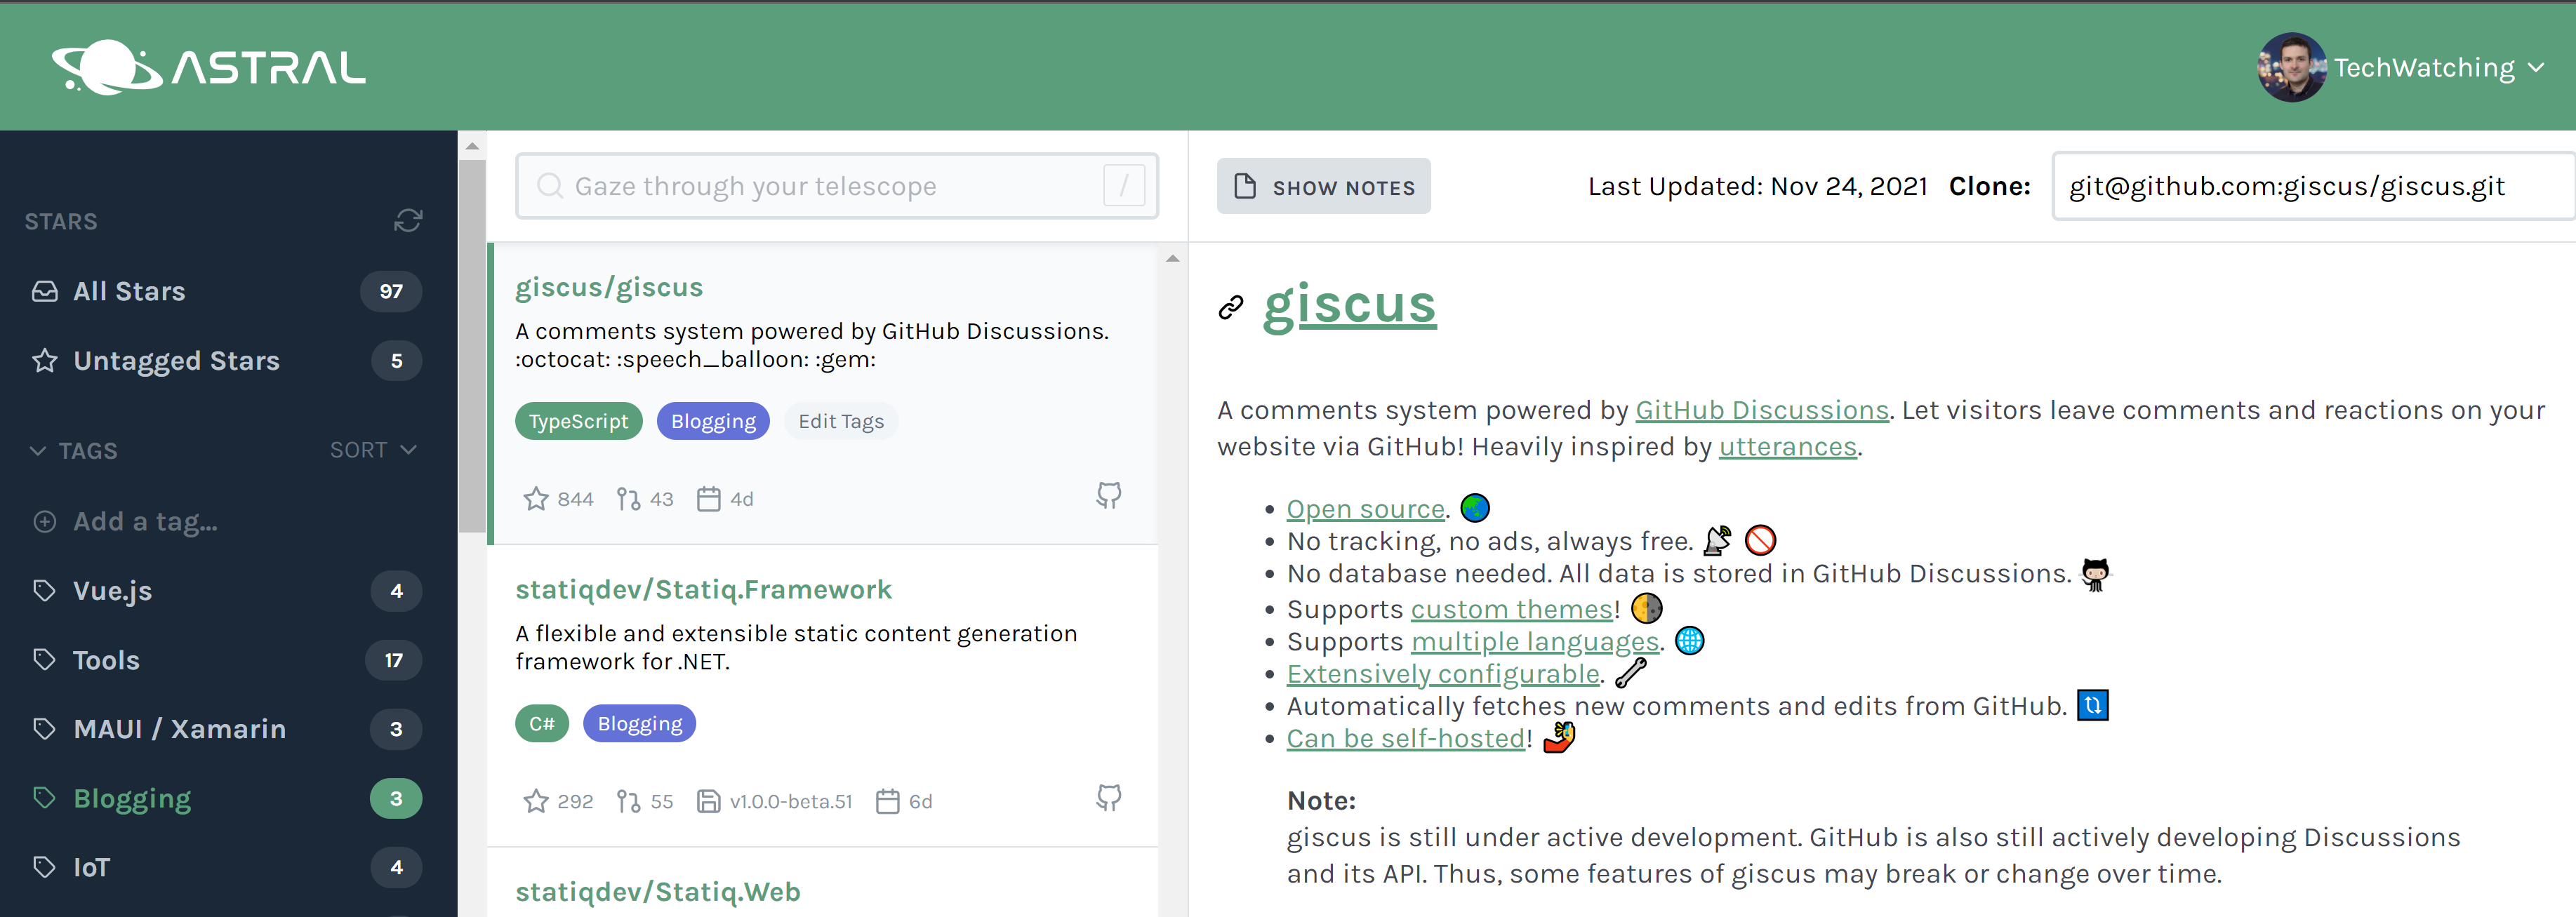 ASTRAL
TechWatching
STARS
All Stars 97
Untagged Stars 5
TAGS SORT
Add a tag...
Vue.js 4
Tools 17
MAUI / Xamarin 3
Blogging 3
IoT 4
Gaze through your telescope /
giscus/giscus
A comments system powered by GitHub Discussions.
:octocat: :speech_balloon: :gem:
TypeScript Blogging Edit Tags
844 43 4d
statiqdev/Statiq.Framework
A flexible and extensible static content generation
framework for .NET.
C# Blogging
292 55 v1.0.0-beta.51 6d
statiqdev/Statiq.Web
SHOW NOTES Last Updated: Nov 24, 2021 Clone: git@github.com:giscus/giscus.git
giscus
A comments system powered by GitHub Discussions. Let visitors leave comments and reactions on your
website via GitHub! Heavily inspired by utterances.
Open source. 🌏
No tracking, no ads, always free. 📡 🚫
No database needed. All data is stored in GitHub Discussions.
Supports custom themes! 🌗
Supports multiple languages. 🌐
Extensively configurable. 🔧
Automatically fetches new comments and edits from GitHub. 🔃
Can be self-hosted! 🤳
Note:
giscus is still under active development. GitHub is also still actively developing Discussions
and its API. Thus, some features of giscus may break or change over time.